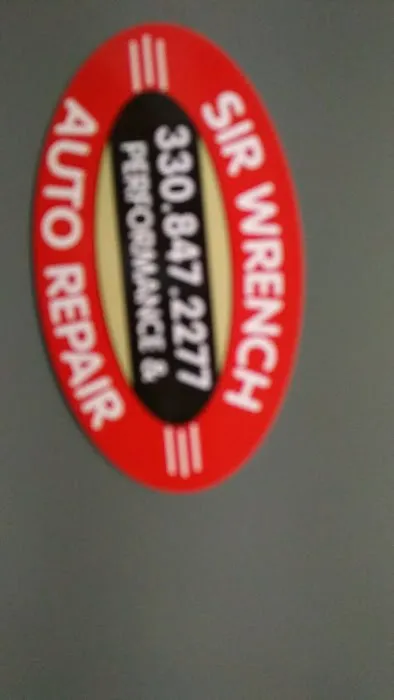 SIR WRENCH
330.847.2277
PERFORMANCE &
AUTO REPAIR